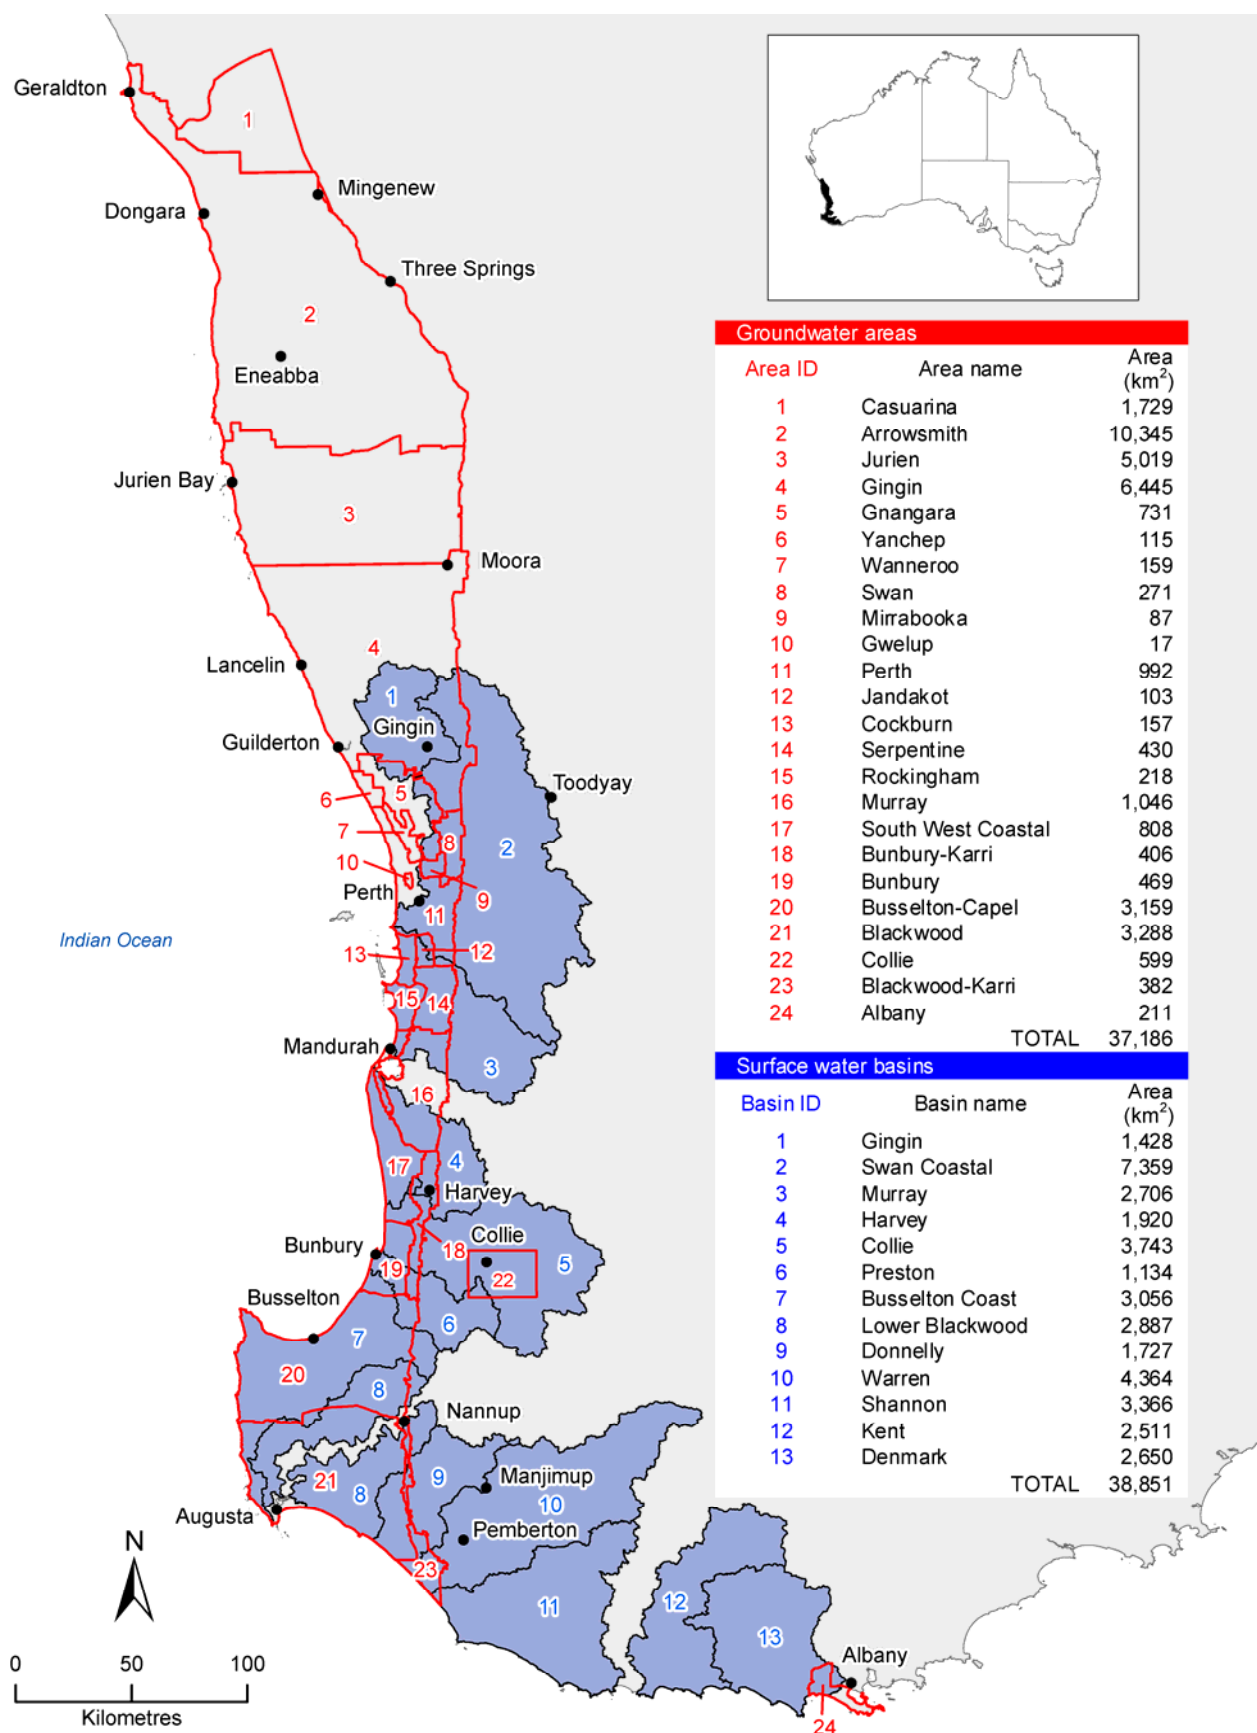 Geraldton
1
Mingenew
Dongara
Three Springs
2
Eneabba
Jurien Bay
3
Moora
4
Lancelin
1
Gingin
Guilderton
Toodyay
5
6
7
8
2
10
Perth
9
11
Indian Ocean
13
12
15
14
Mandurah
3
16
17
4
Harvey
Collie
Bunbury
18
5
19
22
Busselton
7
6
20
8
Nannup
21
8
9
Manjimup
10
Augusta
Pemberton
N
23
11
12
13
Albany
24
0 50 100
Kilometres
Groundwater areas
Area ID Area name Area (km²)
1 Casuarina 1,729
2 Arrowsmith 10,345
3 Jurien 5,019
4 Gingin 6,445
5 Gnangara 731
6 Yanchep 115
7 Wanneroo 159
8 Swan 271
9 Mirrabooka 87
10 Gwelup 17
11 Perth 992
12 Jandakot 103
13 Cockburn 157
14 Serpentine 430
15 Rockingham 218
16 Murray 1,046
17 South West Coastal 808
18 Bunbury-Karri 406
19 Bunbury 469
20 Busselton-Capel 3,159
21 Blackwood 3,288
22 Collie 599
23 Blackwood-Karri 382
24 Albany 211
TOTAL 37,186
Surface water basins
Basin ID Basin name Area (km²)
1 Gingin 1,428
2 Swan Coastal 7,359
3 Murray 2,706
4 Harvey 1,920
5 Collie 3,743
6 Preston 1,134
7 Busselton Coast 3,056
8 Lower Blackwood 2,887
9 Donnelly 1,727
10 Warren 4,364
11 Shannon 3,366
12 Kent 2,511
13 Denmark 2,650
TOTAL 38,851